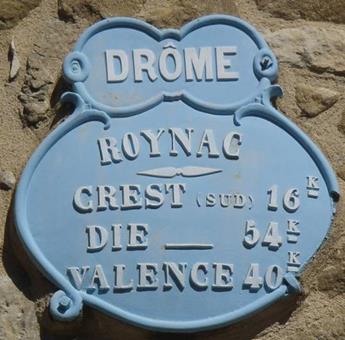 DRÔME
ROYNAC
CREST (SUD) 16K
DIE — 54K
VALENCE 40K